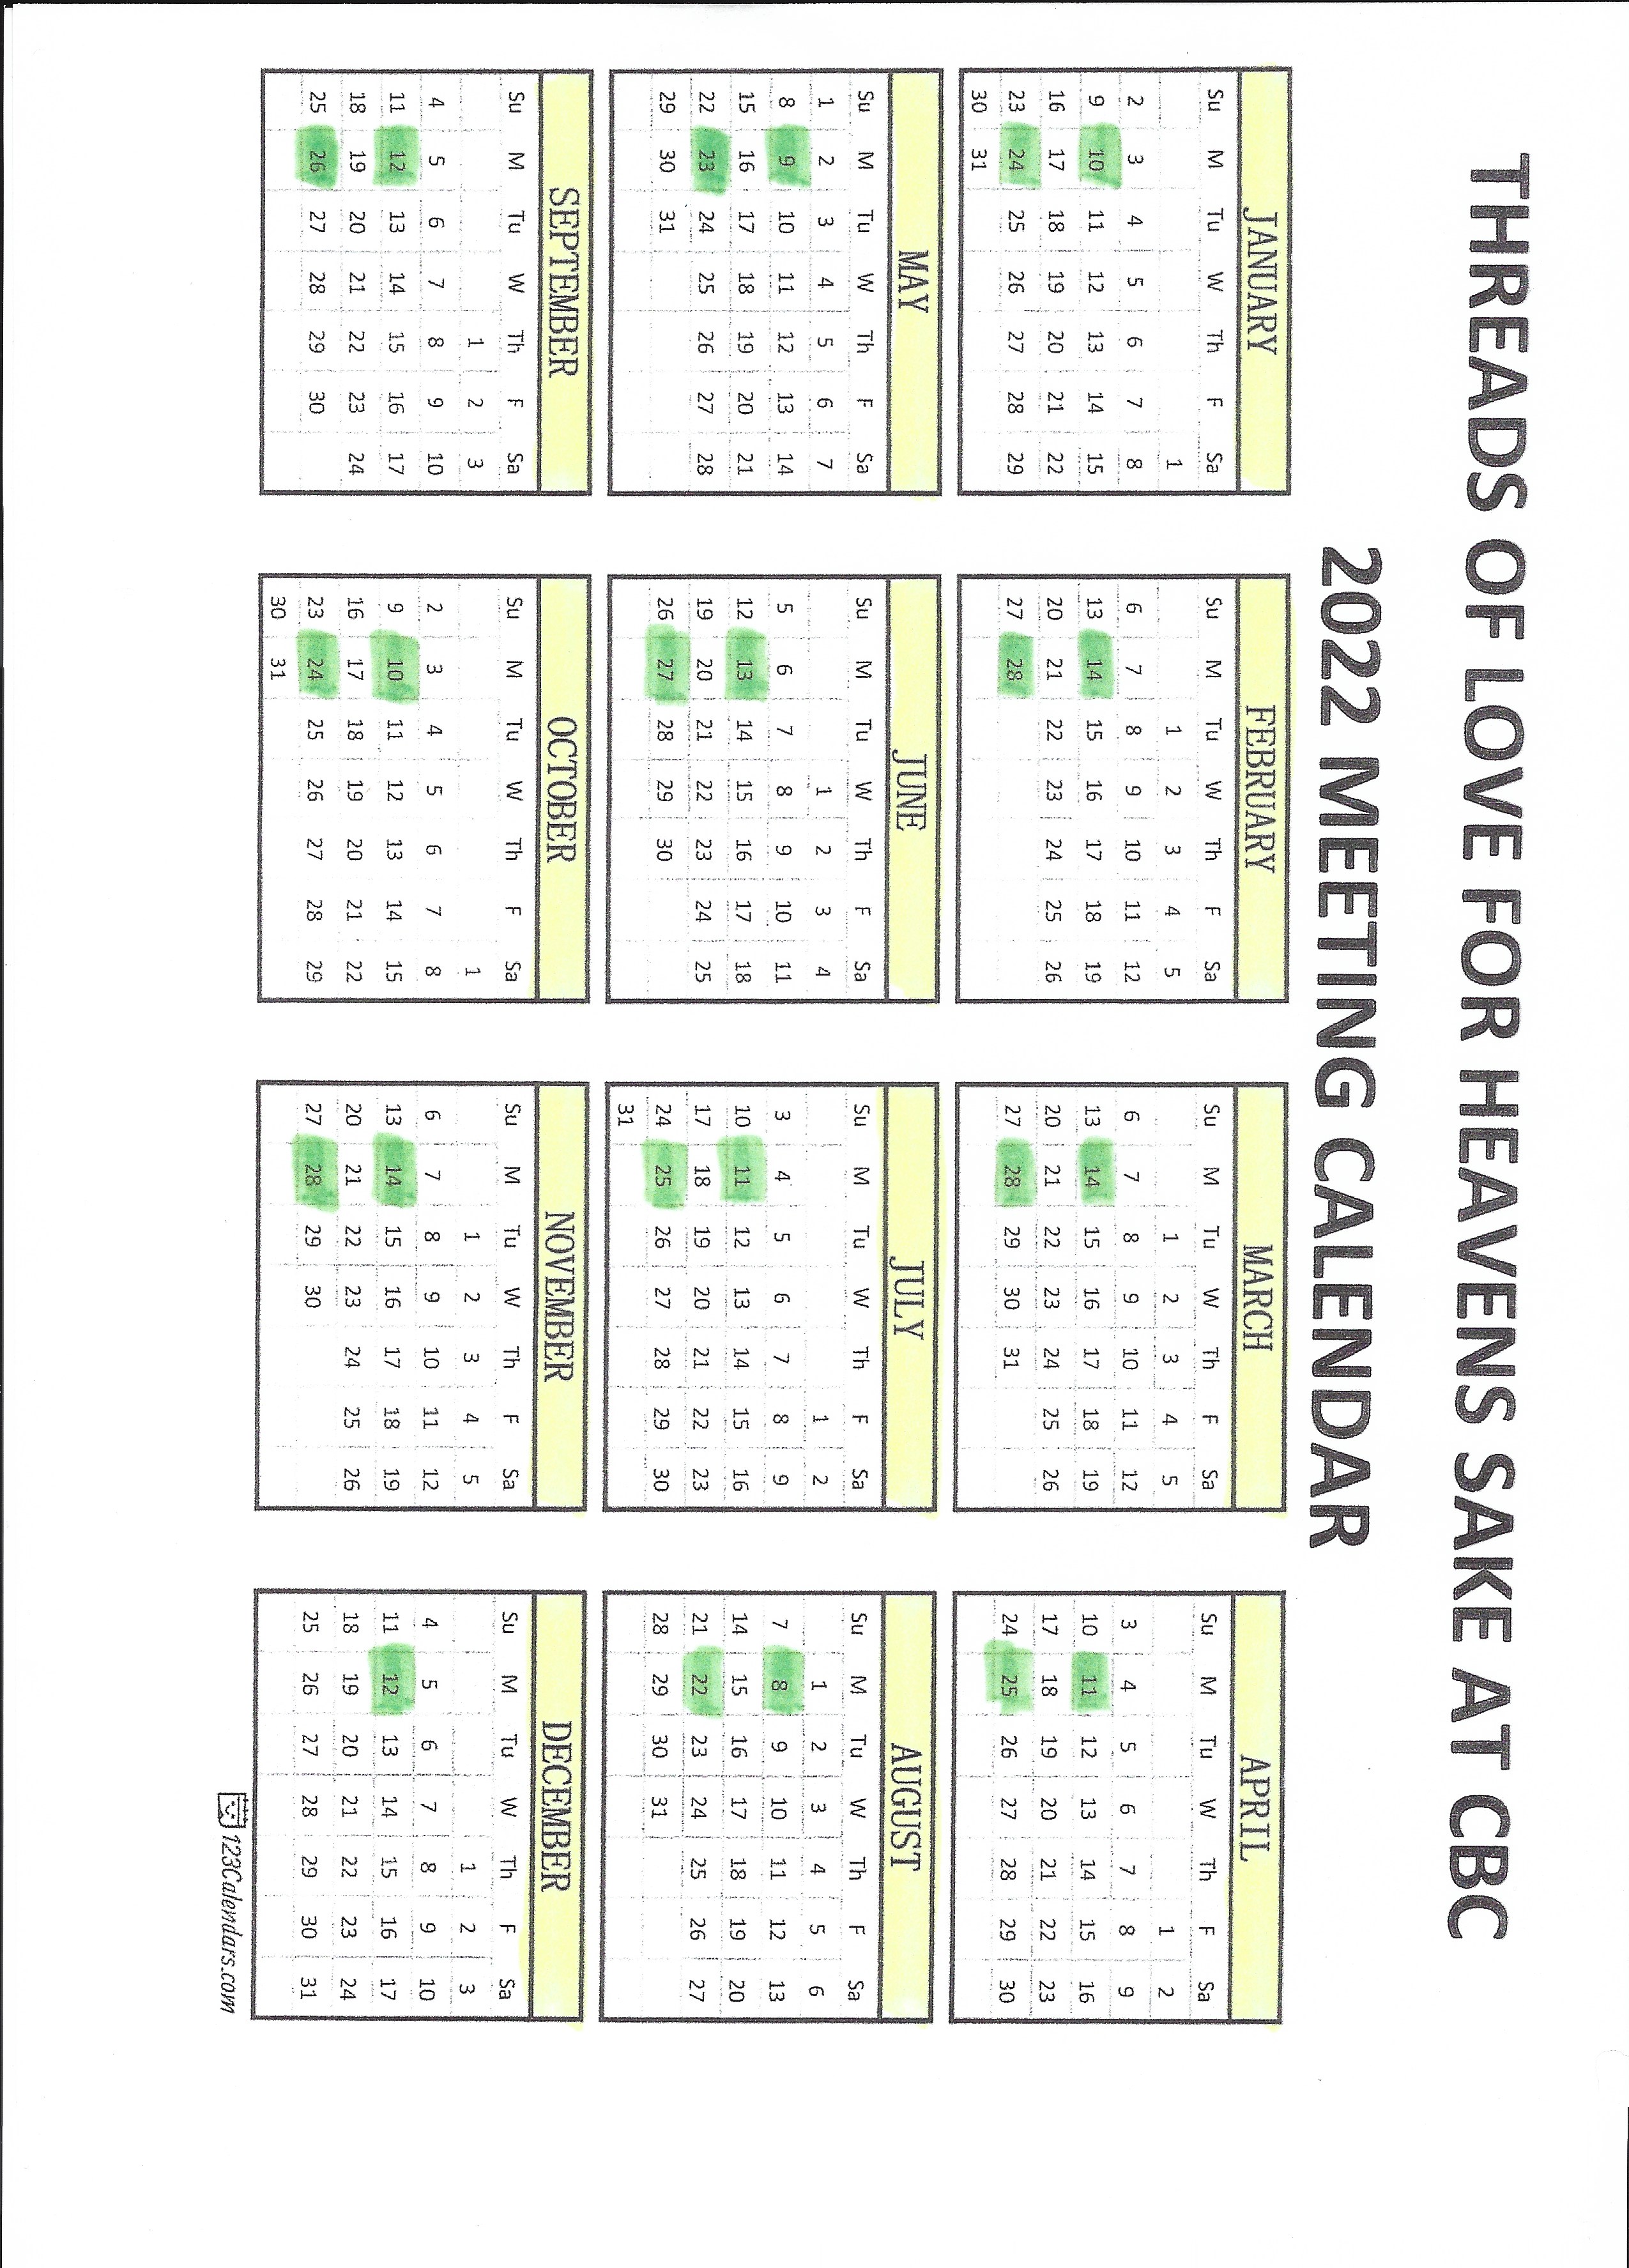 THREADS OF LOVE FOR HEAVENS SAKE AT CBC
2022 MEETING CALENDAR
JANUARY
Su M Tu W Th F Sa
1
2 3 4 5 6 7 8
9 10 11 12 13 14 15
16 17 18 19 20 21 22
23 24 25 26 27 28 29
30 31
FEBRUARY
Su M Tu W Th F Sa
1 2 3 4 5
6 7 8 9 10 11 12
13 14 15 16 17 18 19
20 21 22 23 24 25 26
27 28
MARCH
Su M Tu W Th F Sa
1 2 3 4 5
6 7 8 9 10 11 12
13 14 15 16 17 18 19
20 21 22 23 24 25 26
27 28 29 30 31
APRIL
Su M Tu W Th F Sa
1 2
3 4 5 6 7 8 9
10 11 12 13 14 15 16
17 18 19 20 21 22 23
24 25 26 27 28 29 30
MAY
Su M Tu W Th F Sa
1 2 3 4 5 6 7
8 9 10 11 12 13 14
15 16 17 18 19 20 21
22 23 24 25 26 27 28
29 30 31
JUNE
Su M Tu W Th F Sa
1 2 3 4
5 6 7 8 9 10 11
12 13 14 15 16 17 18
19 20 21 22 23 24 25
26 27 28 29 30
JULY
Su M Tu W Th F Sa
1 2
3 4 5 6 7 8 9
10 11 12 13 14 15 16
17 18 19 20 21 22 23
24 25 26 27 28 29 30
31
AUGUST
Su M Tu W Th F Sa
1 2 3 4 5 6
7 8 9 10 11 12 13
14 15 16 17 18 19 20
21 22 23 24 25 26 27
28 29 30 31
SEPTEMBER
Su M Tu W Th F Sa
1 2 3
4 5 6 7 8 9 10
11 12 13 14 15 16 17
18 19 20 21 22 23 24
25 26 27 28 29 30
OCTOBER
Su M Tu W Th F Sa
1
2 3 4 5 6 7 8
9 10 11 12 13 14 15
16 17 18 19 20 21 22
23 24 25 26 27 28 29
30 31
NOVEMBER
Su M Tu W Th F Sa
1 2 3 4 5
6 7 8 9 10 11 12
13 14 15 16 17 18 19
20 21 22 23 24 25 26
27 28 29 30
DECEMBER
Su M Tu W Th F Sa
1 2 3
4 5 6 7 8 9 10
11 12 13 14 15 16 17
18 19 20 21 22 23 24
25 26 27 28 29 30 31
123Calendars.com